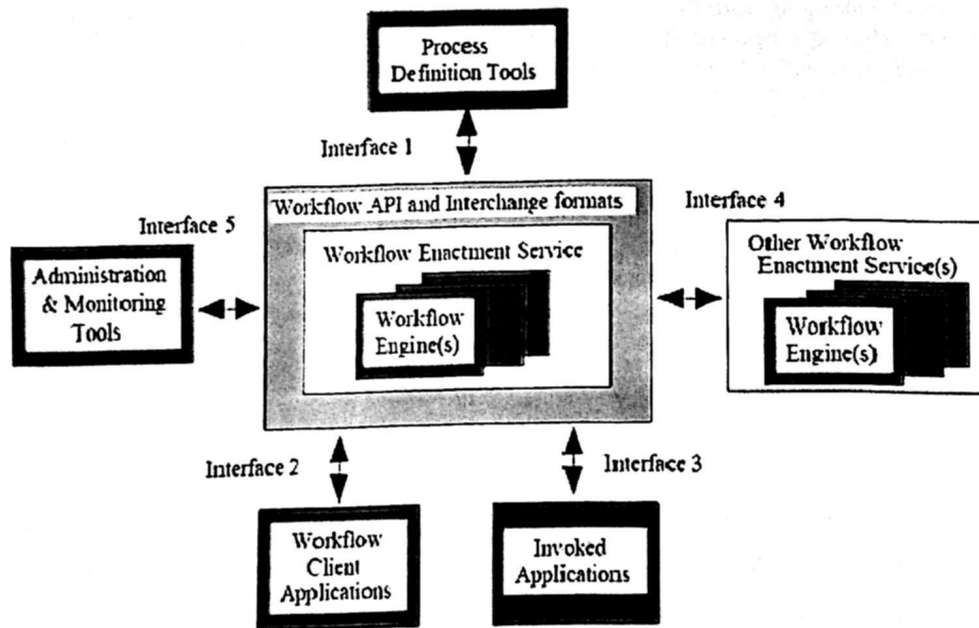 Process
Definition Tools
Interface 1
Workflow API and Interchange formats
Interface 5
Interface 4
Administration
& Monitoring
Tools
Workflow Enactment Service
Workflow
Engine(s)
Other Workflow
Enactment Service(s)
Workflow
Engine(s)
Interface 2
Interface 3
Workflow
Client
Applications
Invoked
Applications